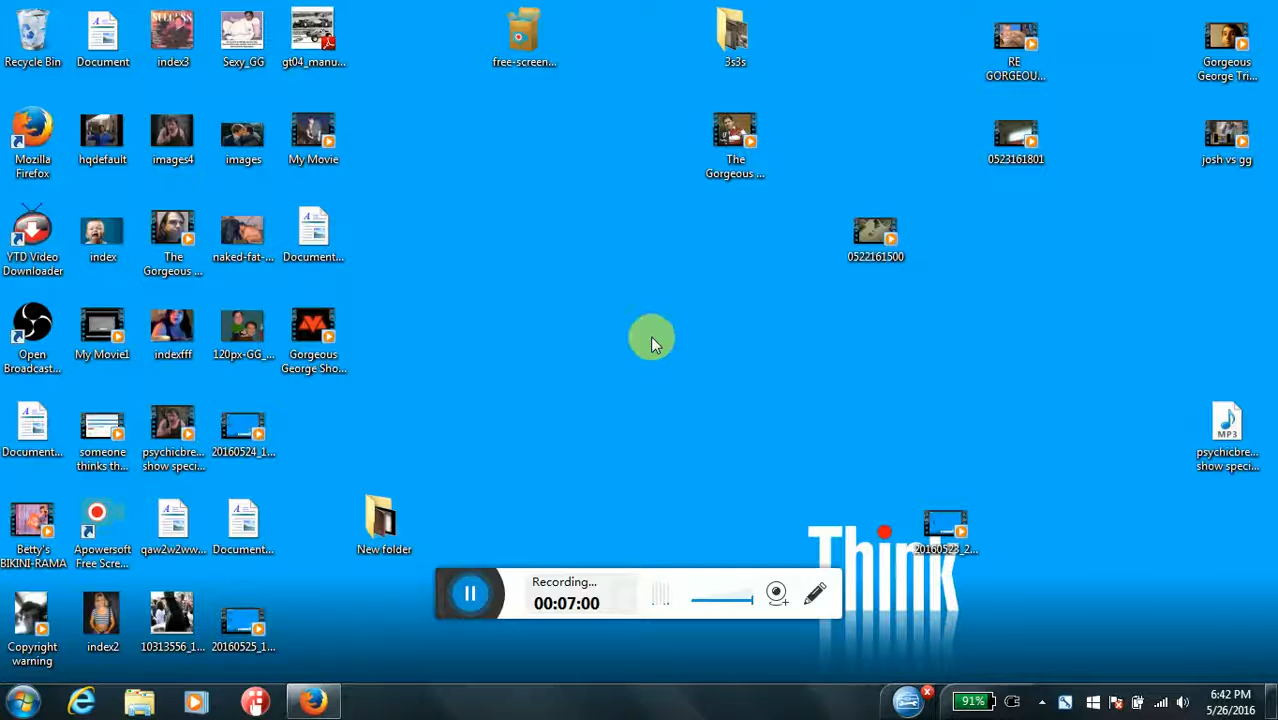 Recycle Bin
Document
index3
Sexy_GG
gt04_manu...
free-screen...
3s3s
RE
GORGEOU...
Gorgeous
George Tri...
Mozilla
Firefox
hqdefault
images4
images
My Movie
The
Gorgeous ...
0523161801
josh vs gg
YTD Video
Downloader
index
The
Gorgeous ...
naked-fat-...
Document...
0522161500
Open
Broadcast...
My Movie1
indexfff
120px-GG_...
Gorgeous
George Sho...
Document...
someone
thinks th...
psychicbre...
show speci...
20160524_1...
MP3
psychicbre...
show speci...
Betty's
BIKINI-RAMA
Apowersoft
Free Scre...
qaw2w2ww...
Document...
New folder
20160523_2...
Think
Recording...
00:07:00
Copyright
warning
index2
10313556_1...
20160525_1...
91%
6:42 PM
5/26/2016